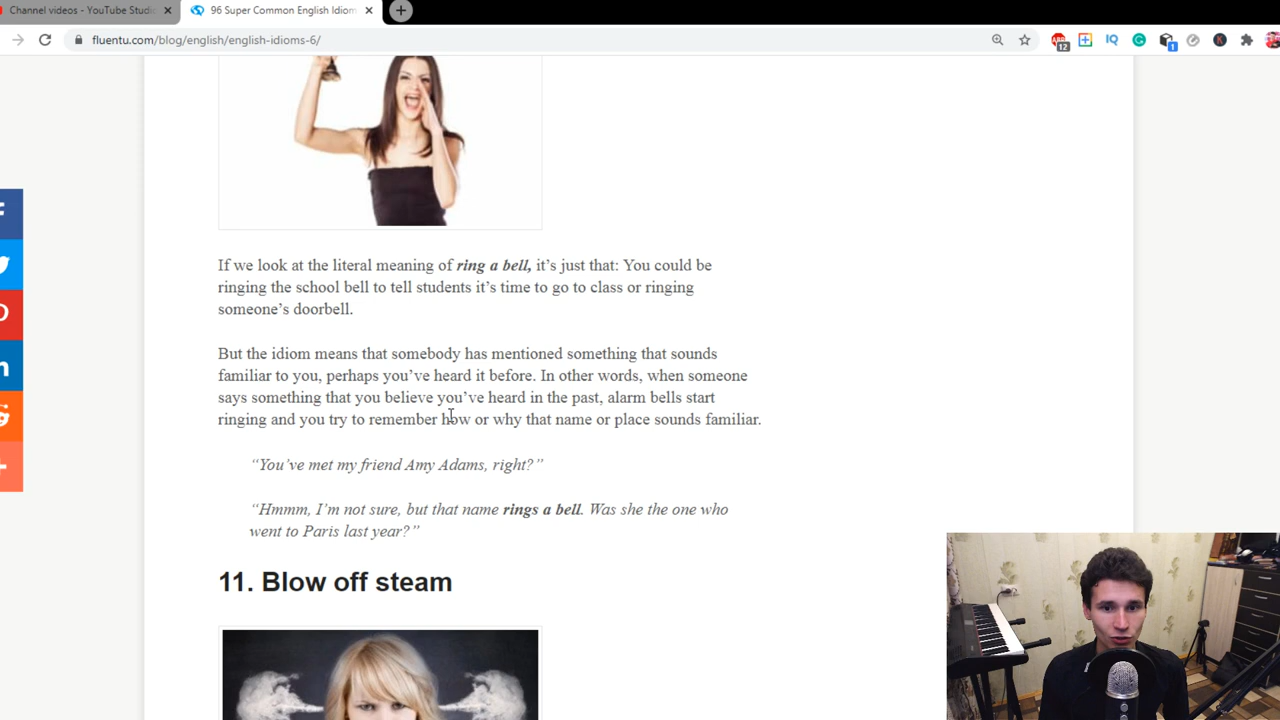 Channel videos - YouTube Studi
96 Super Common English Idiom
fluentu.com/blog/english/english-idioms-6/
ABP
12
IQ
1
K
If we look at the literal meaning of ring a bell, it’s just that: You could be
ringing the school bell to tell students it’s time to go to class or ringing
someone’s doorbell.
But the idiom means that somebody has mentioned something that sounds
familiar to you, perhaps you’ve heard it before. In other words, when someone
says something that you believe you’ve heard in the past, alarm bells start
ringing and you try to remember how or why that name or place sounds familiar.
“You’ve met my friend Amy Adams, right?”
“Hmmm, I’m not sure, but that name rings a bell. Was she the one who
went to Paris last year?”
11. Blow off steam